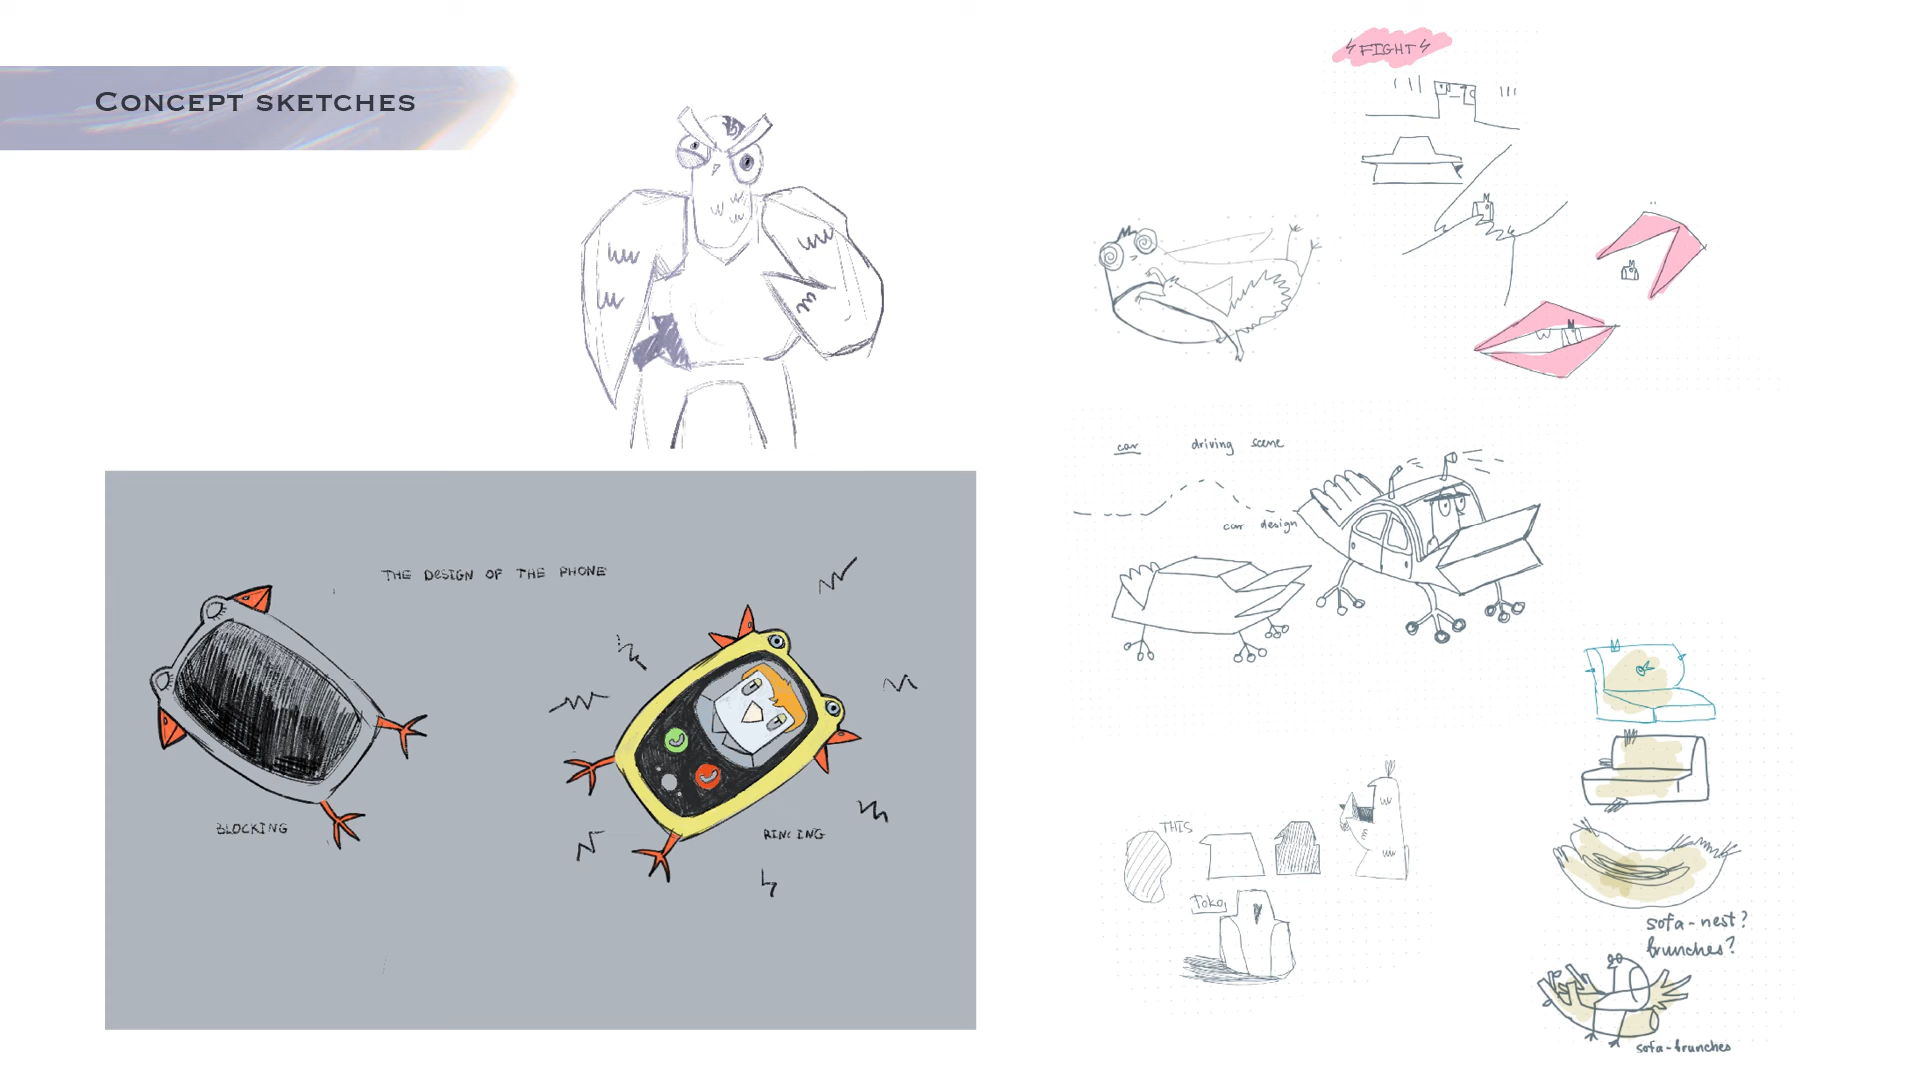 CONCEPT SKETCHES
THE DESIGN OF THE PHONE
BLOCKING
RINGING
FIGHT
car
driving scene
car design
THIS
Toko
sofa-nest?
brunches?
sofa-brunches